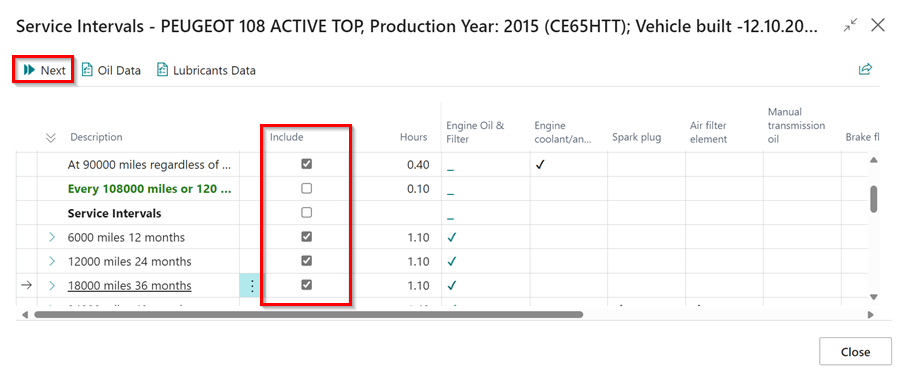 Service Intervals - PEUGEOT 108 ACTIVE TOP, Production Year: 2015 (CE65HTT); Vehicle built -12.10.20...
Next Oil Data Lubricants Data
Description Include Hours Engine Oil & Filter Engine coolant/an... Spark plug Air filter element Manual transmission oil Brake fl
At 90000 miles regardless of ... 0.40 _
Every 108000 miles or 120 ... 0.10 _
Service Intervals _
6000 miles 12 months 1.10
12000 miles 24 months 1.10
18000 miles 36 months 1.10
Close